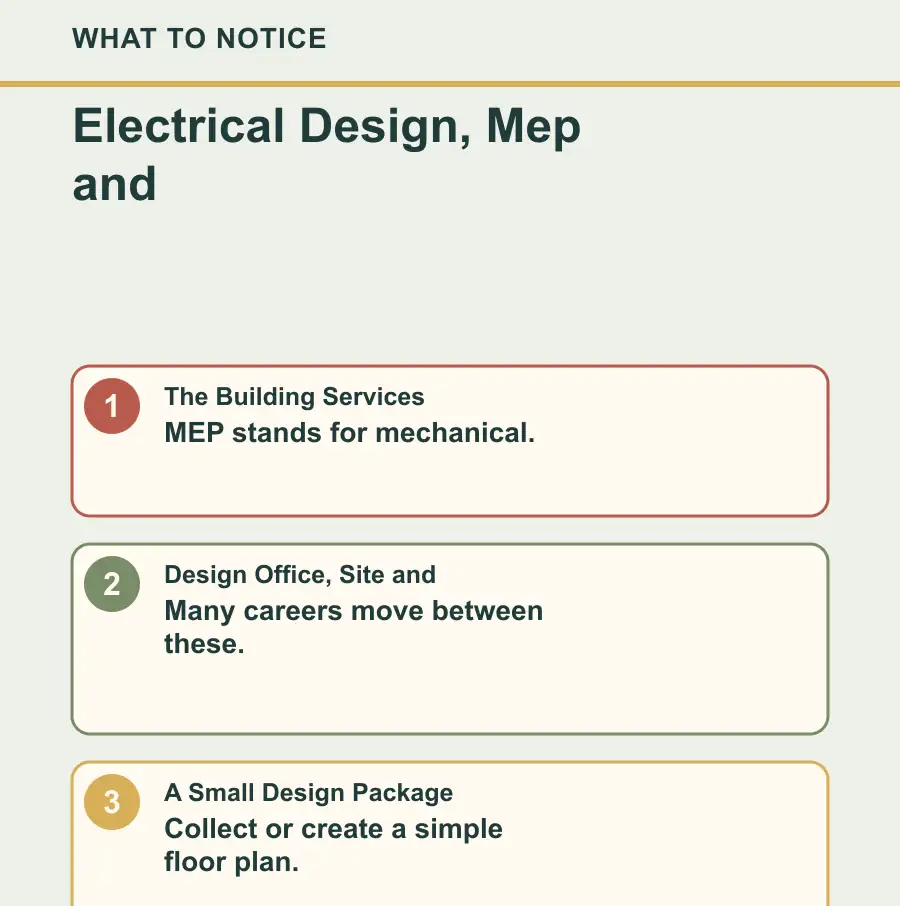 WHAT TO NOTICE
Electrical Design, Mep
and
1
The Building Services
MEP stands for mechanical.
2
Design Office, Site and
Many careers move between
these.
3
A Small Design Package
Collect or create a simple
floor plan.